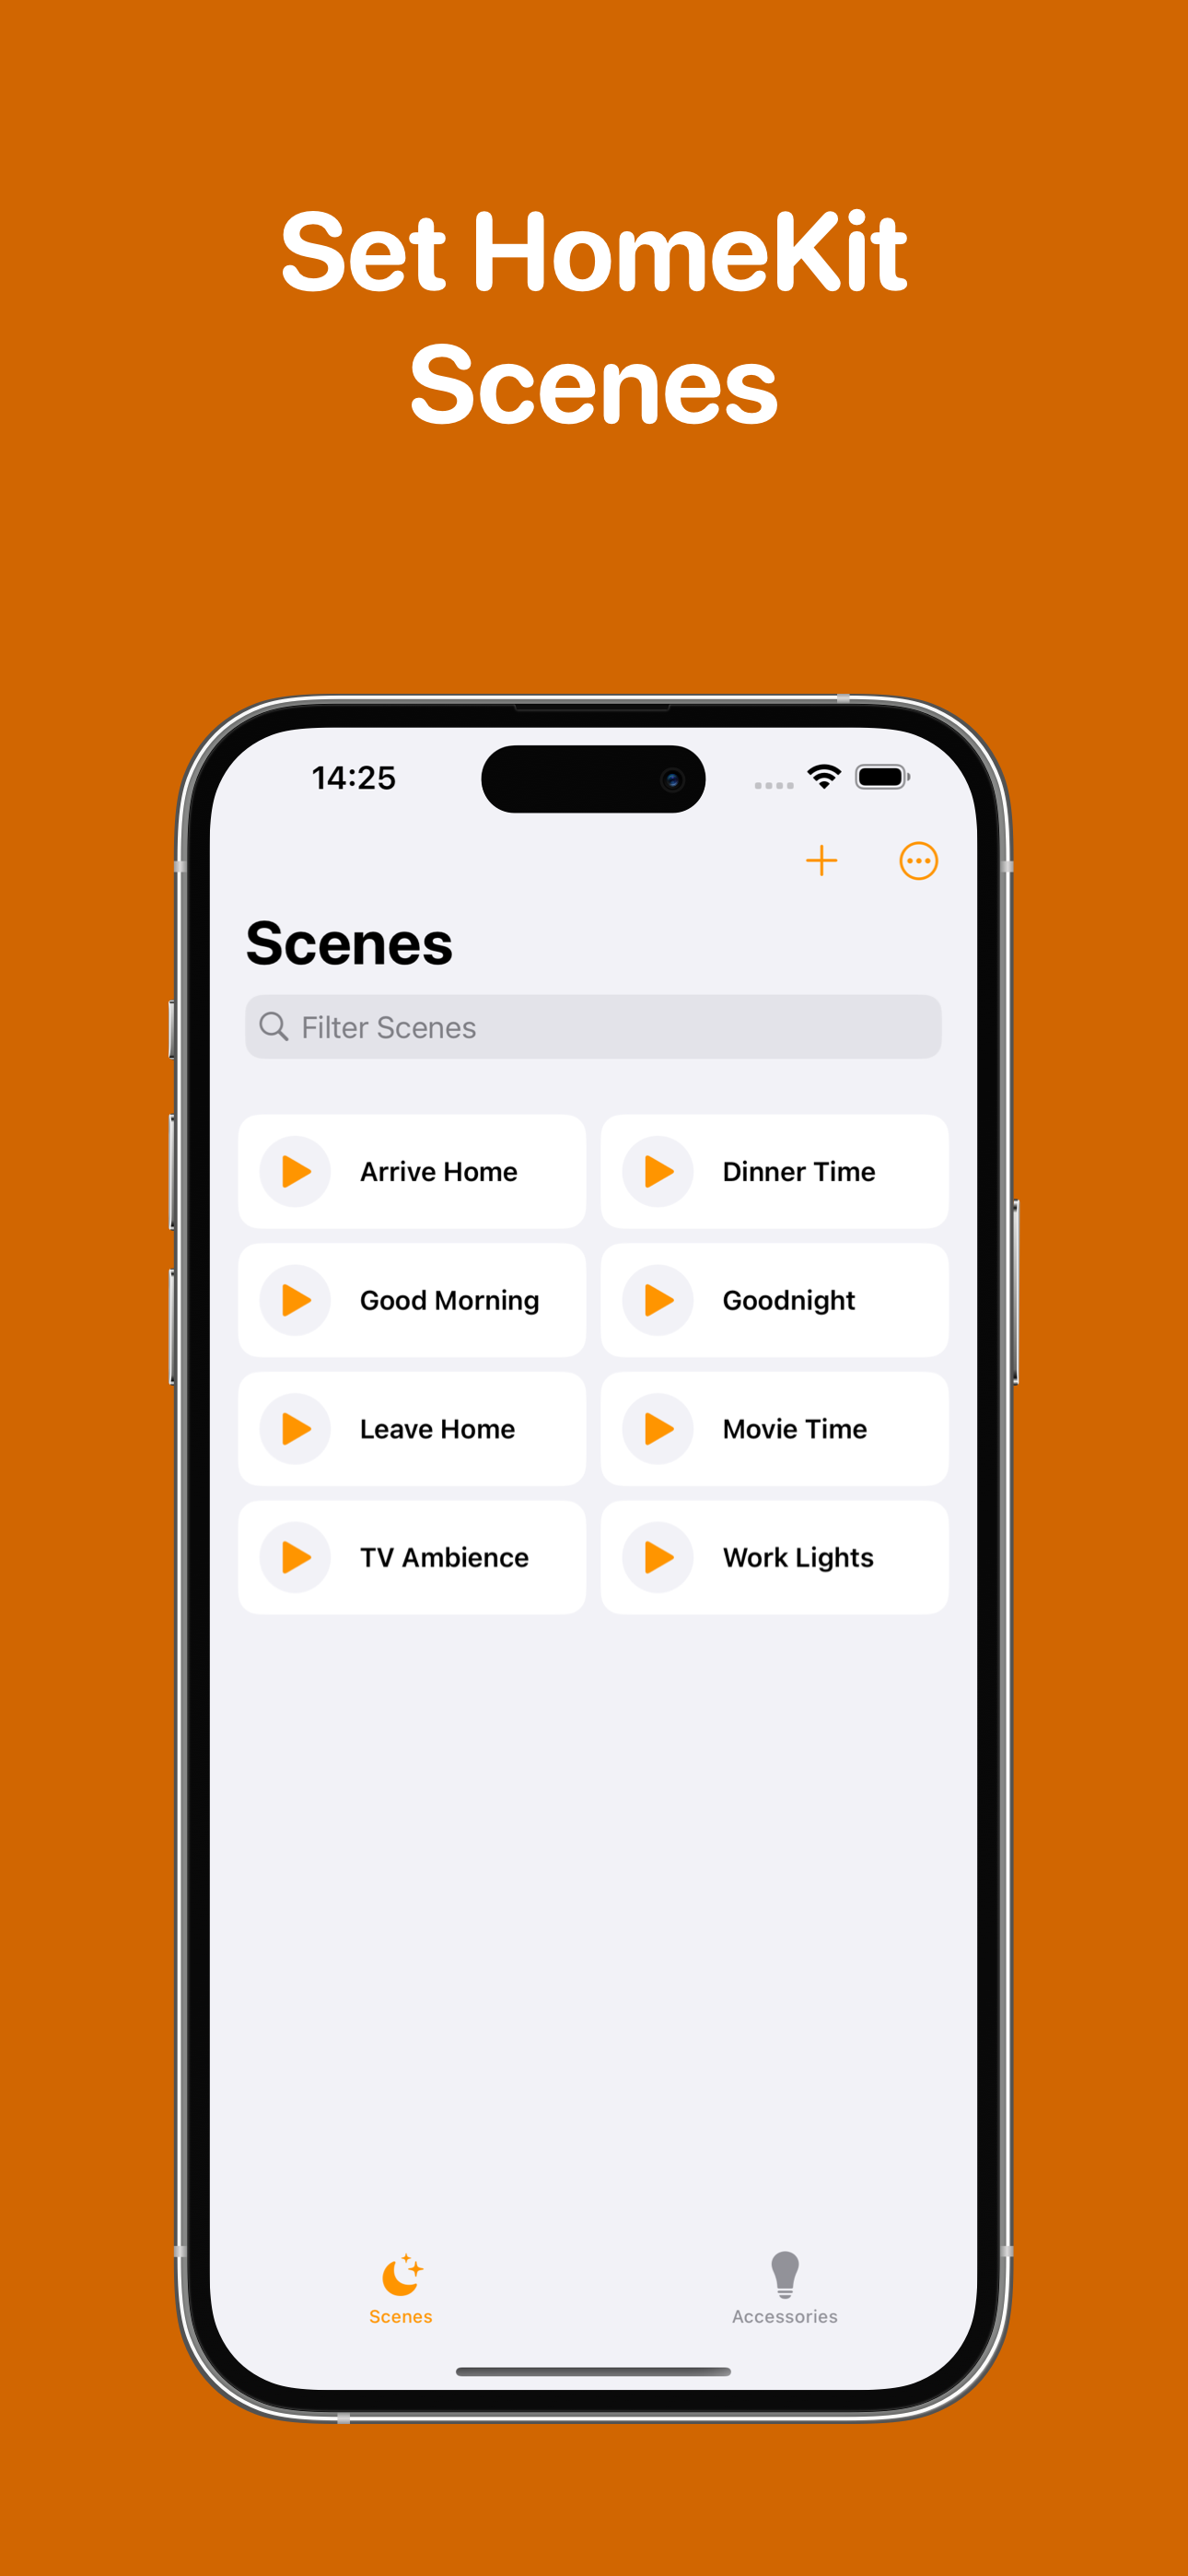 Set HomeKit
Scenes
14:25
Scenes
Filter Scenes
Arrive Home
Dinner Time
Good Morning
Goodnight
Leave Home
Movie Time
TV Ambience
Work Lights
Scenes
Accessories